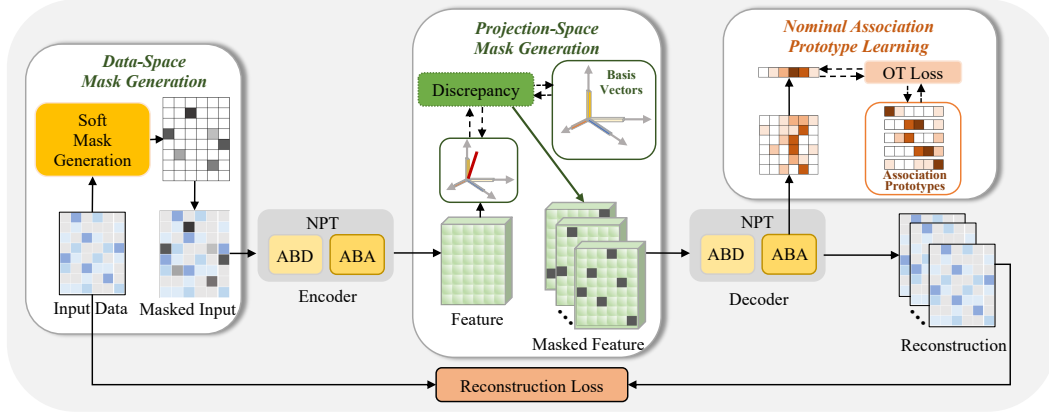 Data-Space
Mask Generation
Soft
Mask
Generation
Input Data
Masked Input
NPT
ABD
ABA
Encoder
Projection-Space
Mask Generation
Discrepancy
Basis
Vectors
Feature
Masked Feature
NPT
ABD
ABA
Decoder
Nominal Association
Prototype Learning
OT Loss
Association
Prototypes
Reconstruction
Reconstruction Loss